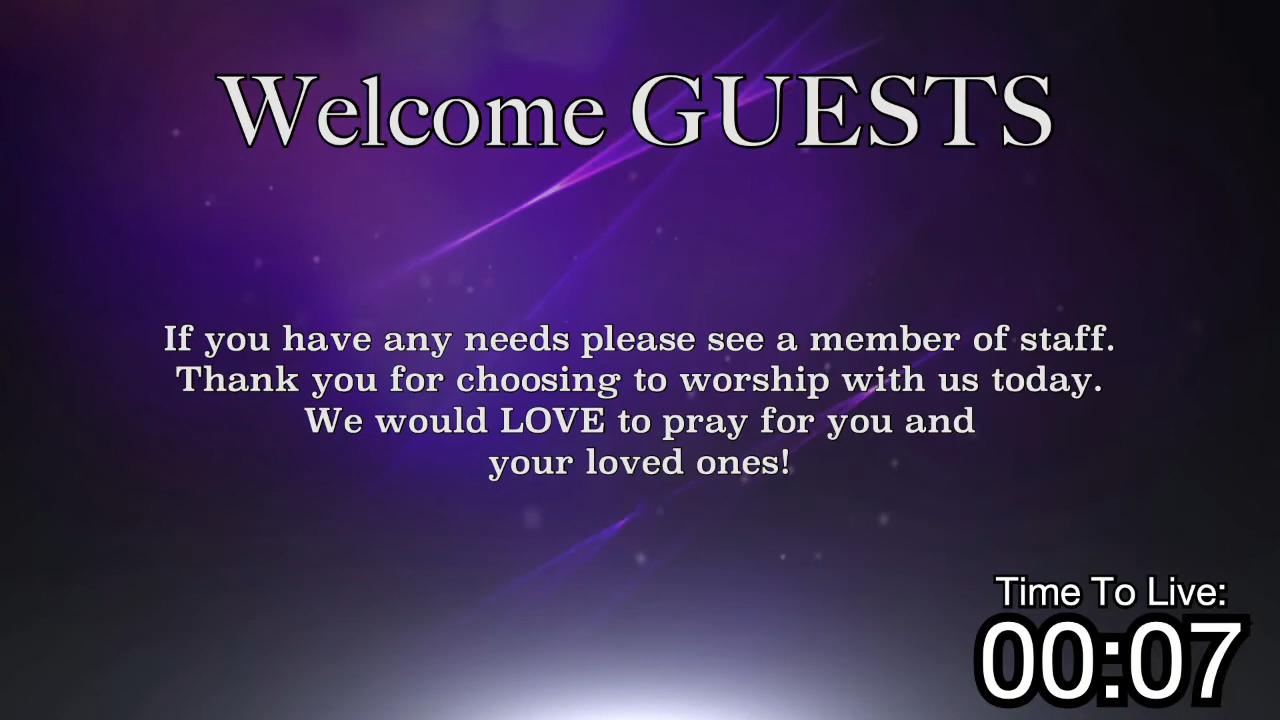 Welcome GUESTS
If you have any needs please see a member of staff.
Thank you for choosing to worship with us today.
We would LOVE to pray for you and
your loved ones!
Time To Live:
00:07